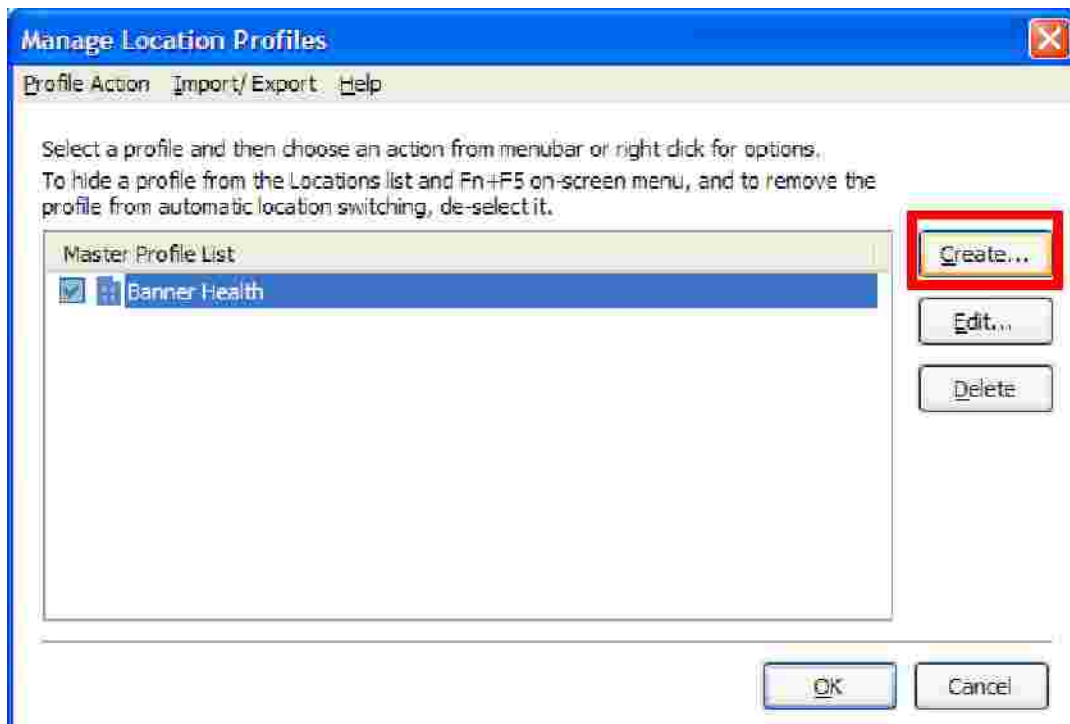 Manage Location Profiles
Profile Action Import/Export Help
Select a profile and then choose an action from menubar or right click for options.
To hide a profile from the Locations list and Fn+F5 on-screen menu, and to remove the
profile from automatic location switching, de-select it.
Master Profile List
Banner Health
Create...
Edit...
Delete
OK Cancel